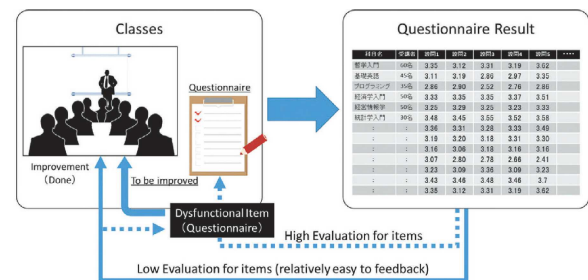 Classes
Questionnaire
Improvement
(Done)
To be improved
Dysfunctional Item
(Questionnaire)
Questionnaire Result
科目名 受講者 設問1 設問2 設問3 設問4 設問5 ････
哲学入門 60名 3.35 3.12 3.31 3.19 3.62
基礎英語 45名 3.11 3.19 2.86 2.97 3.35
プログラミング 35名 2.86 2.90 2.52 2.76 2.86
経済学入門 50名 3.33 3.35 3.35 3.37 3.51
経営情報学 50名 3.25 3.29 3.25 3.23 3.33
統計学入門 30名 3.48 3.45 3.55 3.52 3.58
： ： 3.36 3.31 3.28 3.33 3.49
： ： 3.19 3.20 3.18 3.31 3.30
： ： 3.16 3.06 3.18 3.16 3.16
： ： 3.07 2.80 2.78 2.66 2.41
： ： 3.23 3.09 3.36 3.09 3.23
： ： 3.43 3.46 3.48 3.46 3.7
： ： 3.35 3.12 3.31 3.19 3.62
High Evaluation for items
Low Evaluation for items (relatively easy to feedback)